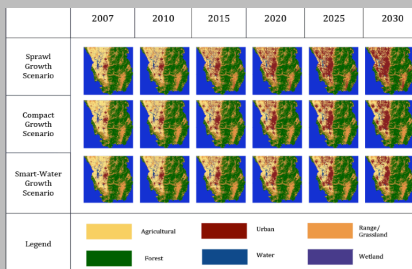 2007 2010 2015 2020 2025 2030
Sprawl
Growth
Scenario
Compact
Growth
Scenario
Smart-Water
Growth
Scenario
Legend
Agricultural
Urban
Range/
Grassland
Forest
Water
Wetland